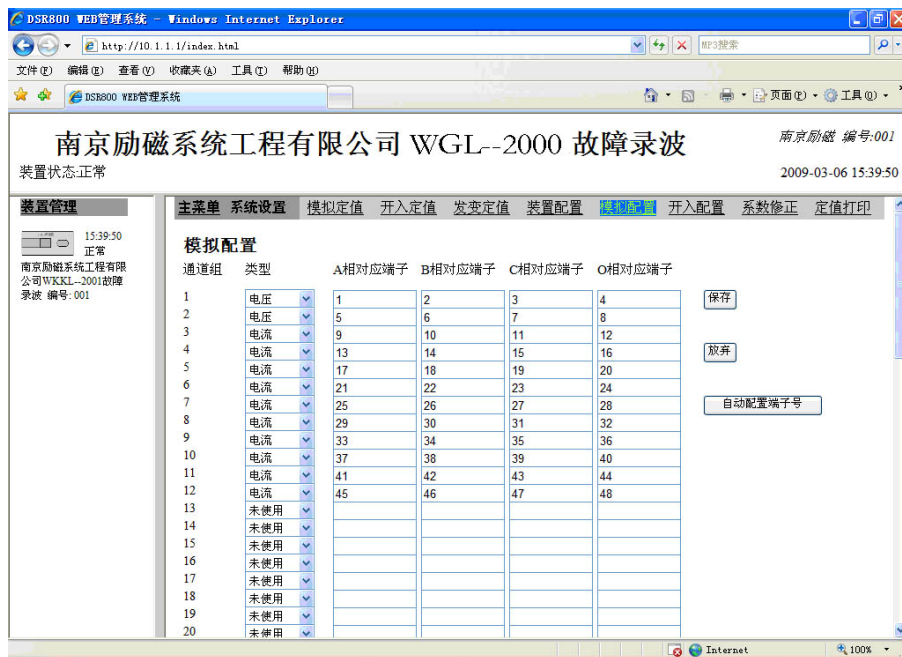 DSR800 WEB管理系统 - Windows Internet Explorer
http://10.1.1.1/index.html
MP3搜索
文件(F) 编辑(E) 查看(V) 收藏夹(A) 工具(T) 帮助(H)
DSR800 WEB管理系统
页面(P) 工具(O)
南京励磁系统工程有限公司 WGL--2000 故障录波
南京励磁 编号:001
装置状态:正常
2009-03-06 15:39:50
装置管理
15:39:50
正常
南京励磁系统工程有限
公司WKKL--2001故障
录波 编号: 001
主菜单 系统设置 模拟定值 开入定值 发变定值 装置配置 模拟配置 开入配置 系数修正 定值打印
模拟配置
通道组 类型 A相对应端子 B相对应端子 C相对应端子 O相对应端子
1 电压 1 2 3 4
2 电压 5 6 7 8
3 电流 9 10 11 12
4 电流 13 14 15 16
5 电流 17 18 19 20
6 电流 21 22 23 24
7 电流 25 26 27 28
8 电流 29 30 31 32
9 电流 33 34 35 36
10 电流 37 38 39 40
11 电流 41 42 43 44
12 电流 45 46 47 48
13 未使用
14 未使用
15 未使用
16 未使用
17 未使用
18 未使用
19 未使用
20 未使用
保存
放弃
自动配置端子号
Internet
100%